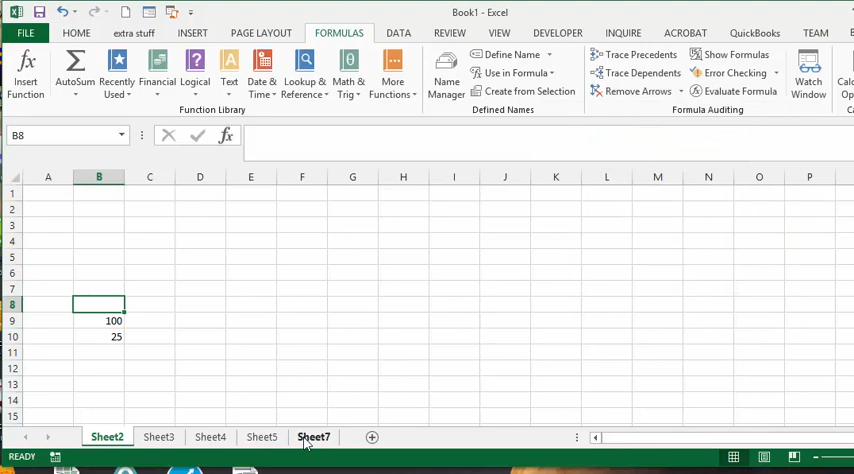 Book1 - Excel
FILE HOME extra stuff INSERT PAGE LAYOUT FORMULAS DATA REVIEW VIEW DEVELOPER INQUIRE ACROBAT QuickBooks TEAM
fx Σ ? A θ
Insert Function
AutoSum
Recently Used
Financial
Logical
Text
Date & Time
Lookup & Reference
Math & Trig
More Functions
Function Library
Name Manager
Define Name
Use in Formula
Create from Selection
Defined Names
Trace Precedents
Trace Dependents
Remove Arrows
Show Formulas
Error Checking
Evaluate Formula
Formula Auditing
Watch Window
B8 fx
A B C D E F G H I J K L M N O P
1
2
3
4
5
6
7
8
9 100
10 25
11
12
13
14
15
Sheet2 Sheet3 Sheet4 Sheet5 Sheet7
READY